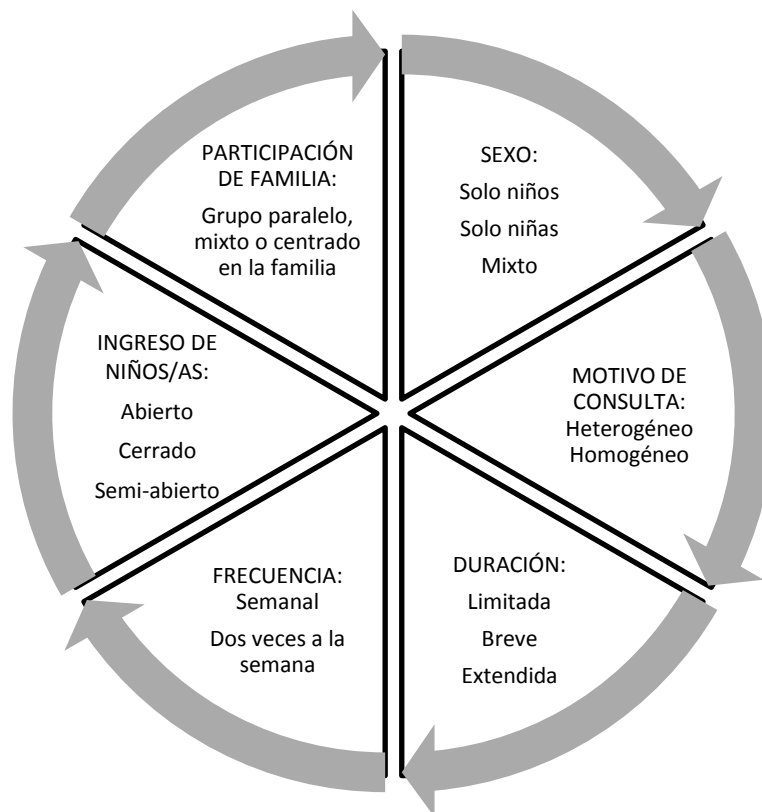 PARTICIPACIÓN
DE FAMILIA:
Grupo paralelo,
mixto o centrado
en la familia
SEXO:
Solo niños
Solo niñas
Mixto
INGRESO DE
NIÑOS/AS:
Abierto
Cerrado
Semi-abierto
MOTIVO DE
CONSULTA:
Heterogéneo
Homogéneo
FRECUENCIA:
Semanal
Dos veces a la
semana
DURACIÓN:
Limitada
Breve
Extendida